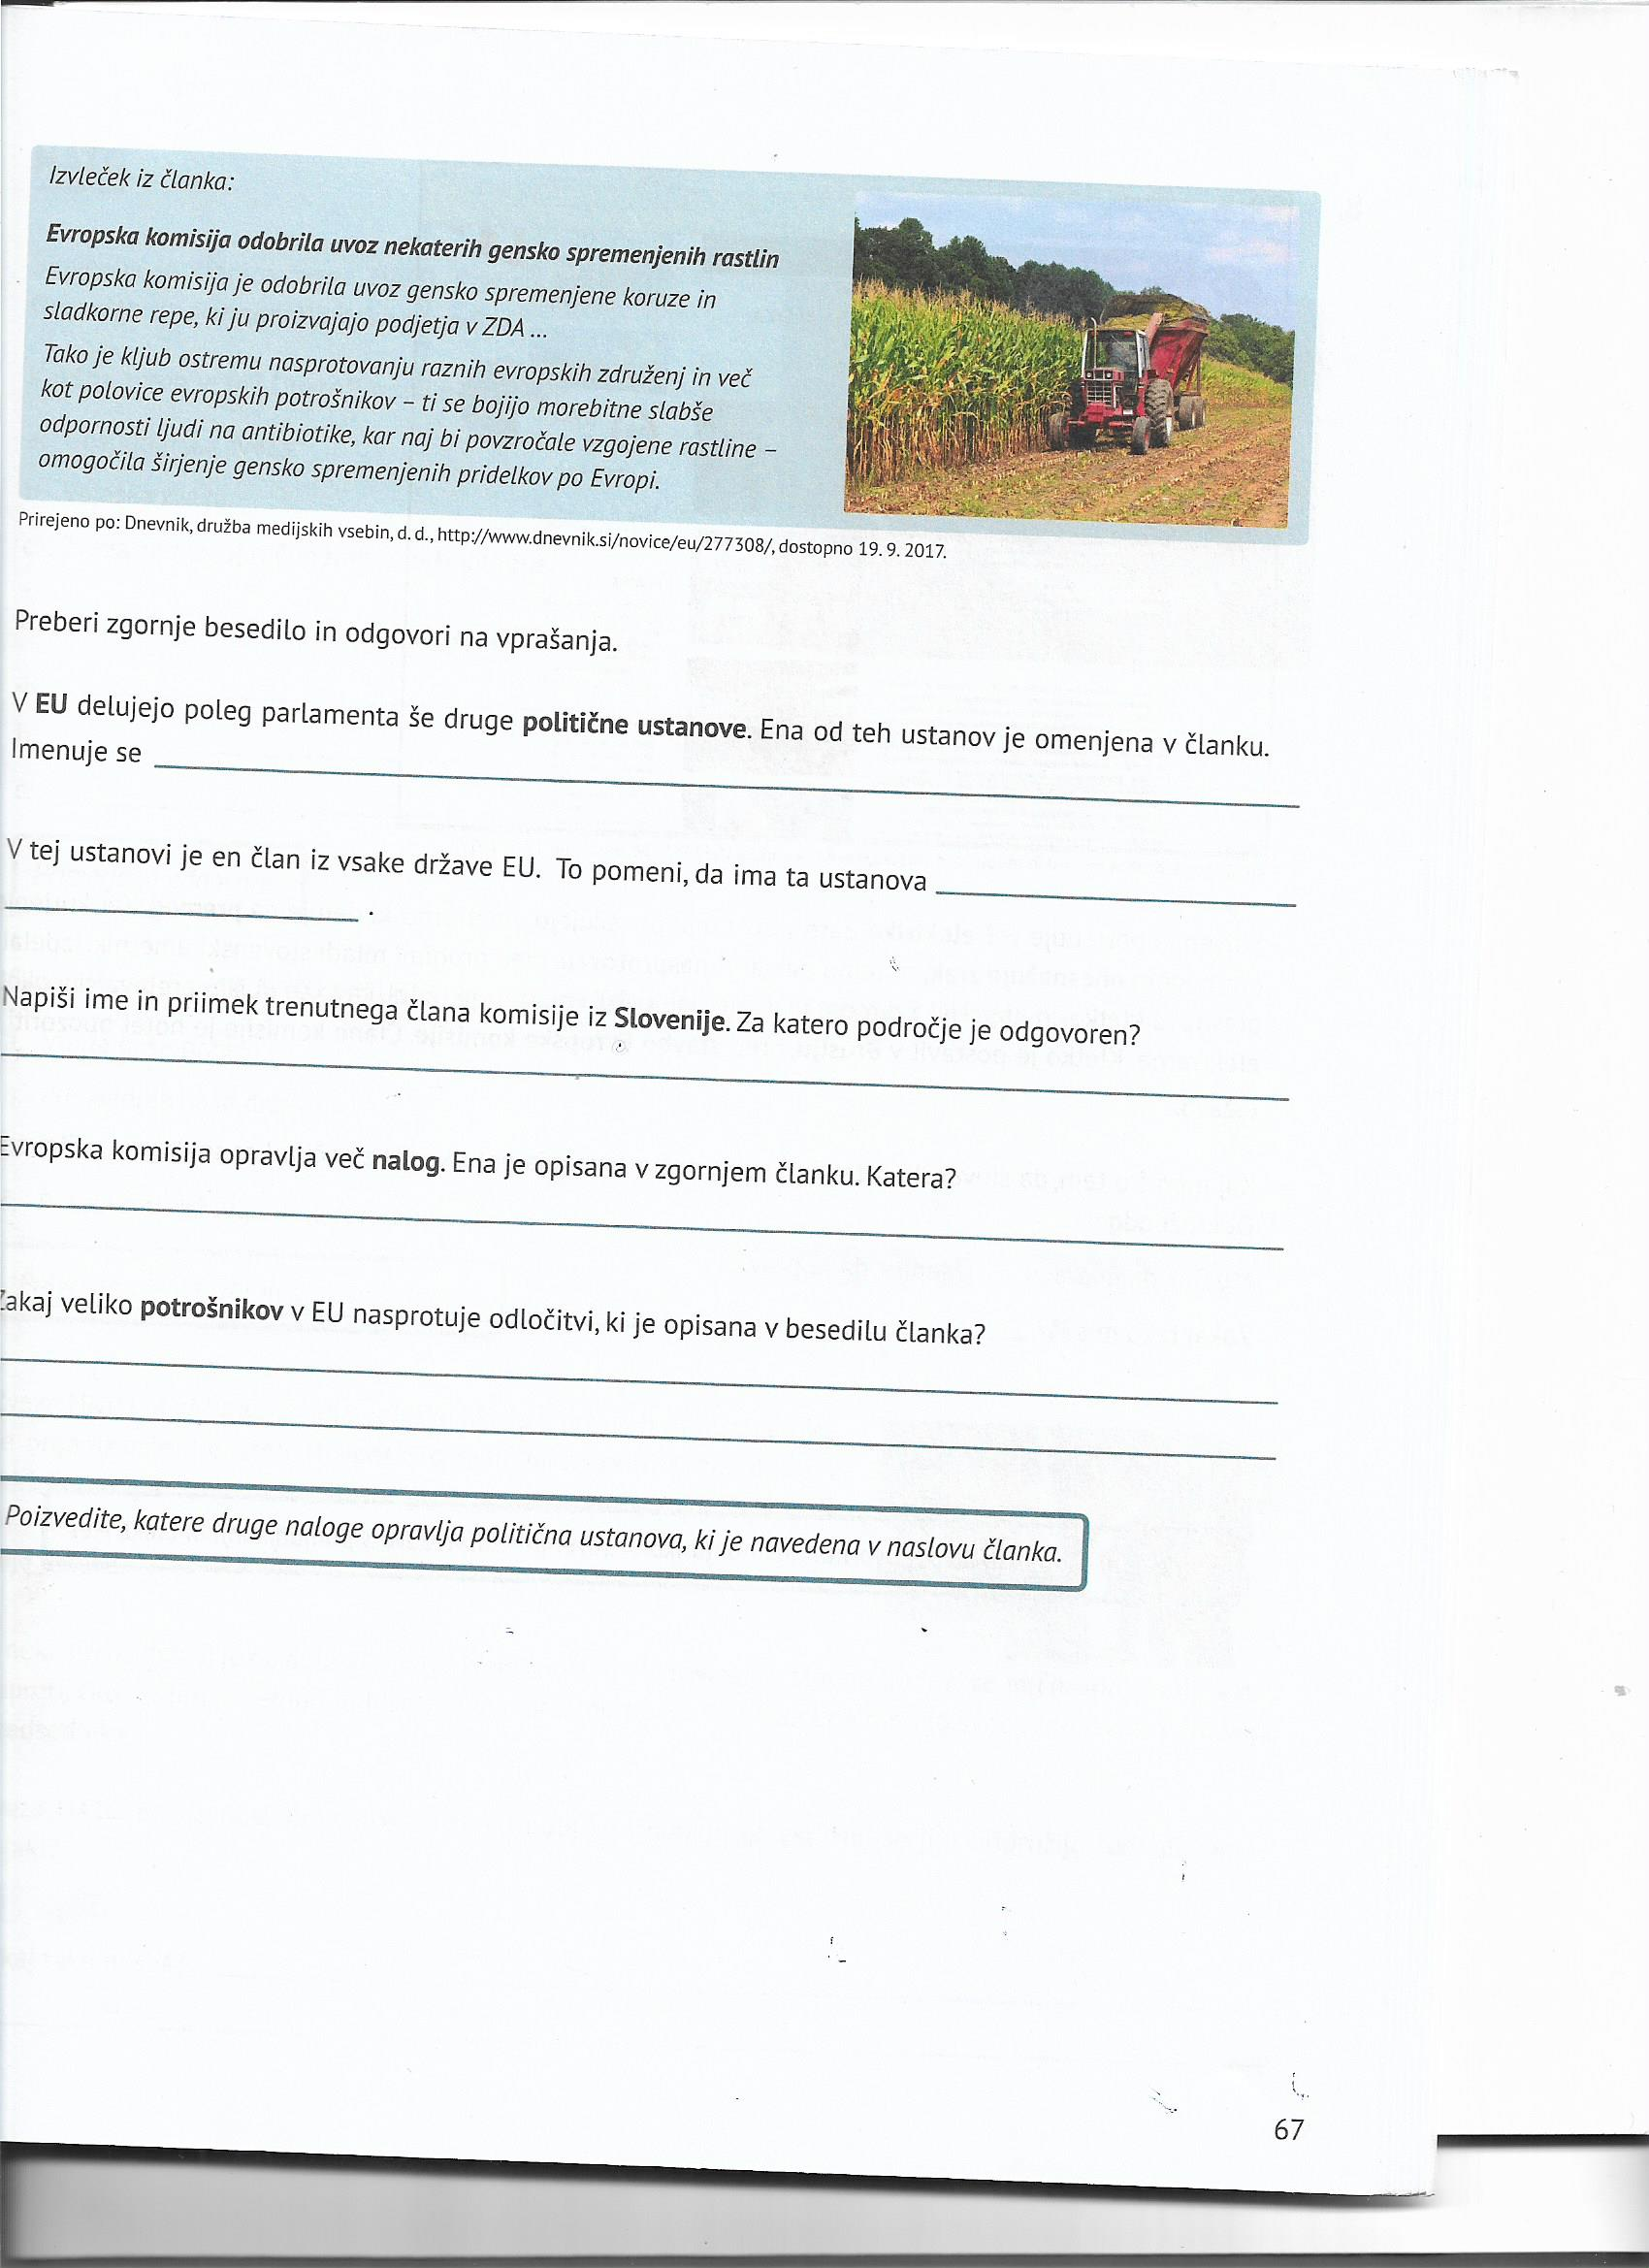 Izvleček iz članka:
Evropska komisija odobrila uvoz nekaterih gensko spremenjenih rastlin
Evropska komisija je odobrila uvoz gensko spremenjene koruze in
sladkorne repe, ki ju proizvajajo podjetja v ZDA ...
Tako je kljub ostremu nasprotovanju raznih evropskih združenj in več
kot polovice evropskih potrošnikov – ti se bojijo morebitne slabše
odpornosti ljudi na antibiotike, kar naj bi povzročale vzgojene rastline –
omogočila širjenje gensko spremenjenih pridelkov po Evropi.
Prirejeno po: Dnevnik, družba medijskih vsebin, d. d., http://www.dnevnik.si/novice/eu/277308/, dostopno 19. 9. 2017.
Preberi zgornje besedilo in odgovori na vprašanja.
V EU delujejo poleg parlamenta še druge politične ustanove. Ena od teh ustanov je omenjena v članku.
Imenuje se
V tej ustanovi je en član iz vsake države EU. To pomeni, da ima ta ustanova
.
Napiši ime in priimek trenutnega člana komisije iz Slovenije. Za katero področje je odgovoren?
Evropska komisija opravlja več nalog. Ena je opisana v zgornjem članku. Katera?
Zakaj veliko potrošnikov v EU nasprotuje odločitvi, ki je opisana v besedilu članka?
Poizvedite, katere druge naloge opravlja politična ustanova, ki je navedena v naslovu članka.
67